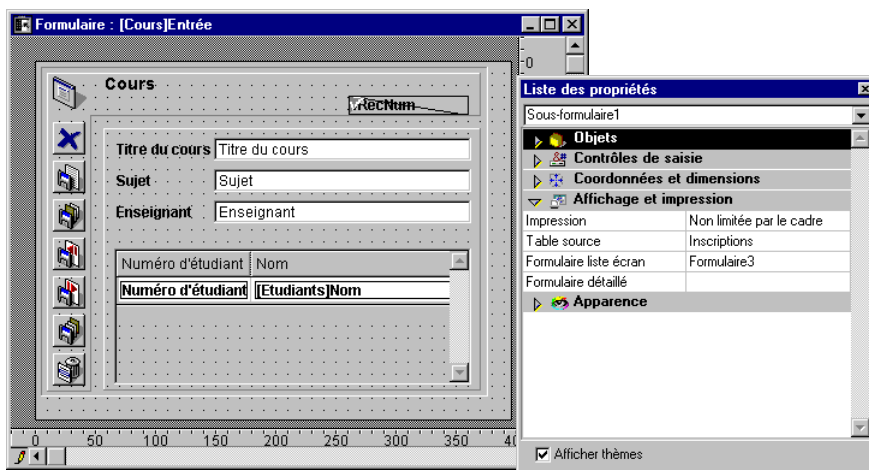 Formulaire : [Cours]Entrée
Cours
RecNum
Titre du cours Titre du cours
Sujet Sujet
Enseignant Enseignant
Numéro d'étudiant Nom
Numéro d'étudiant [Etudiants]Nom
0 50 100 150 200 250 300 350 40
0
Liste des propriétés
Sous-formulaire1
Objets
Contrôles de saisie
Coordonnées et dimensions
Affichage et impression
Impression Non limitée par le cadre
Table source Inscriptions
Formulaire liste écran Formulaire3
Formulaire détaillé
Apparence
Afficher thèmes